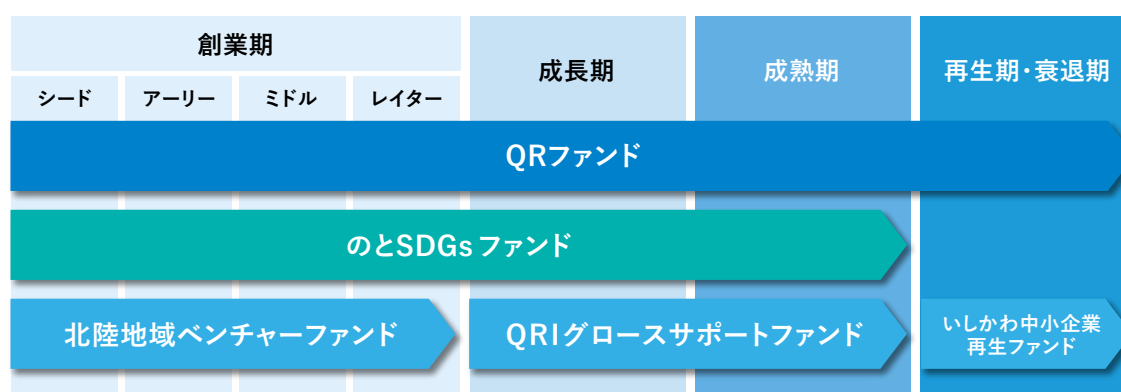 創業期
成長期
成熟期
再生期・衰退期
シード
アーリー
ミドル
レイター
QRファンド
のとSDGsファンド
北陸地域ベンチャーファンド
QRIグロースサポートファンド
いしかわ中小企業
再生ファンド